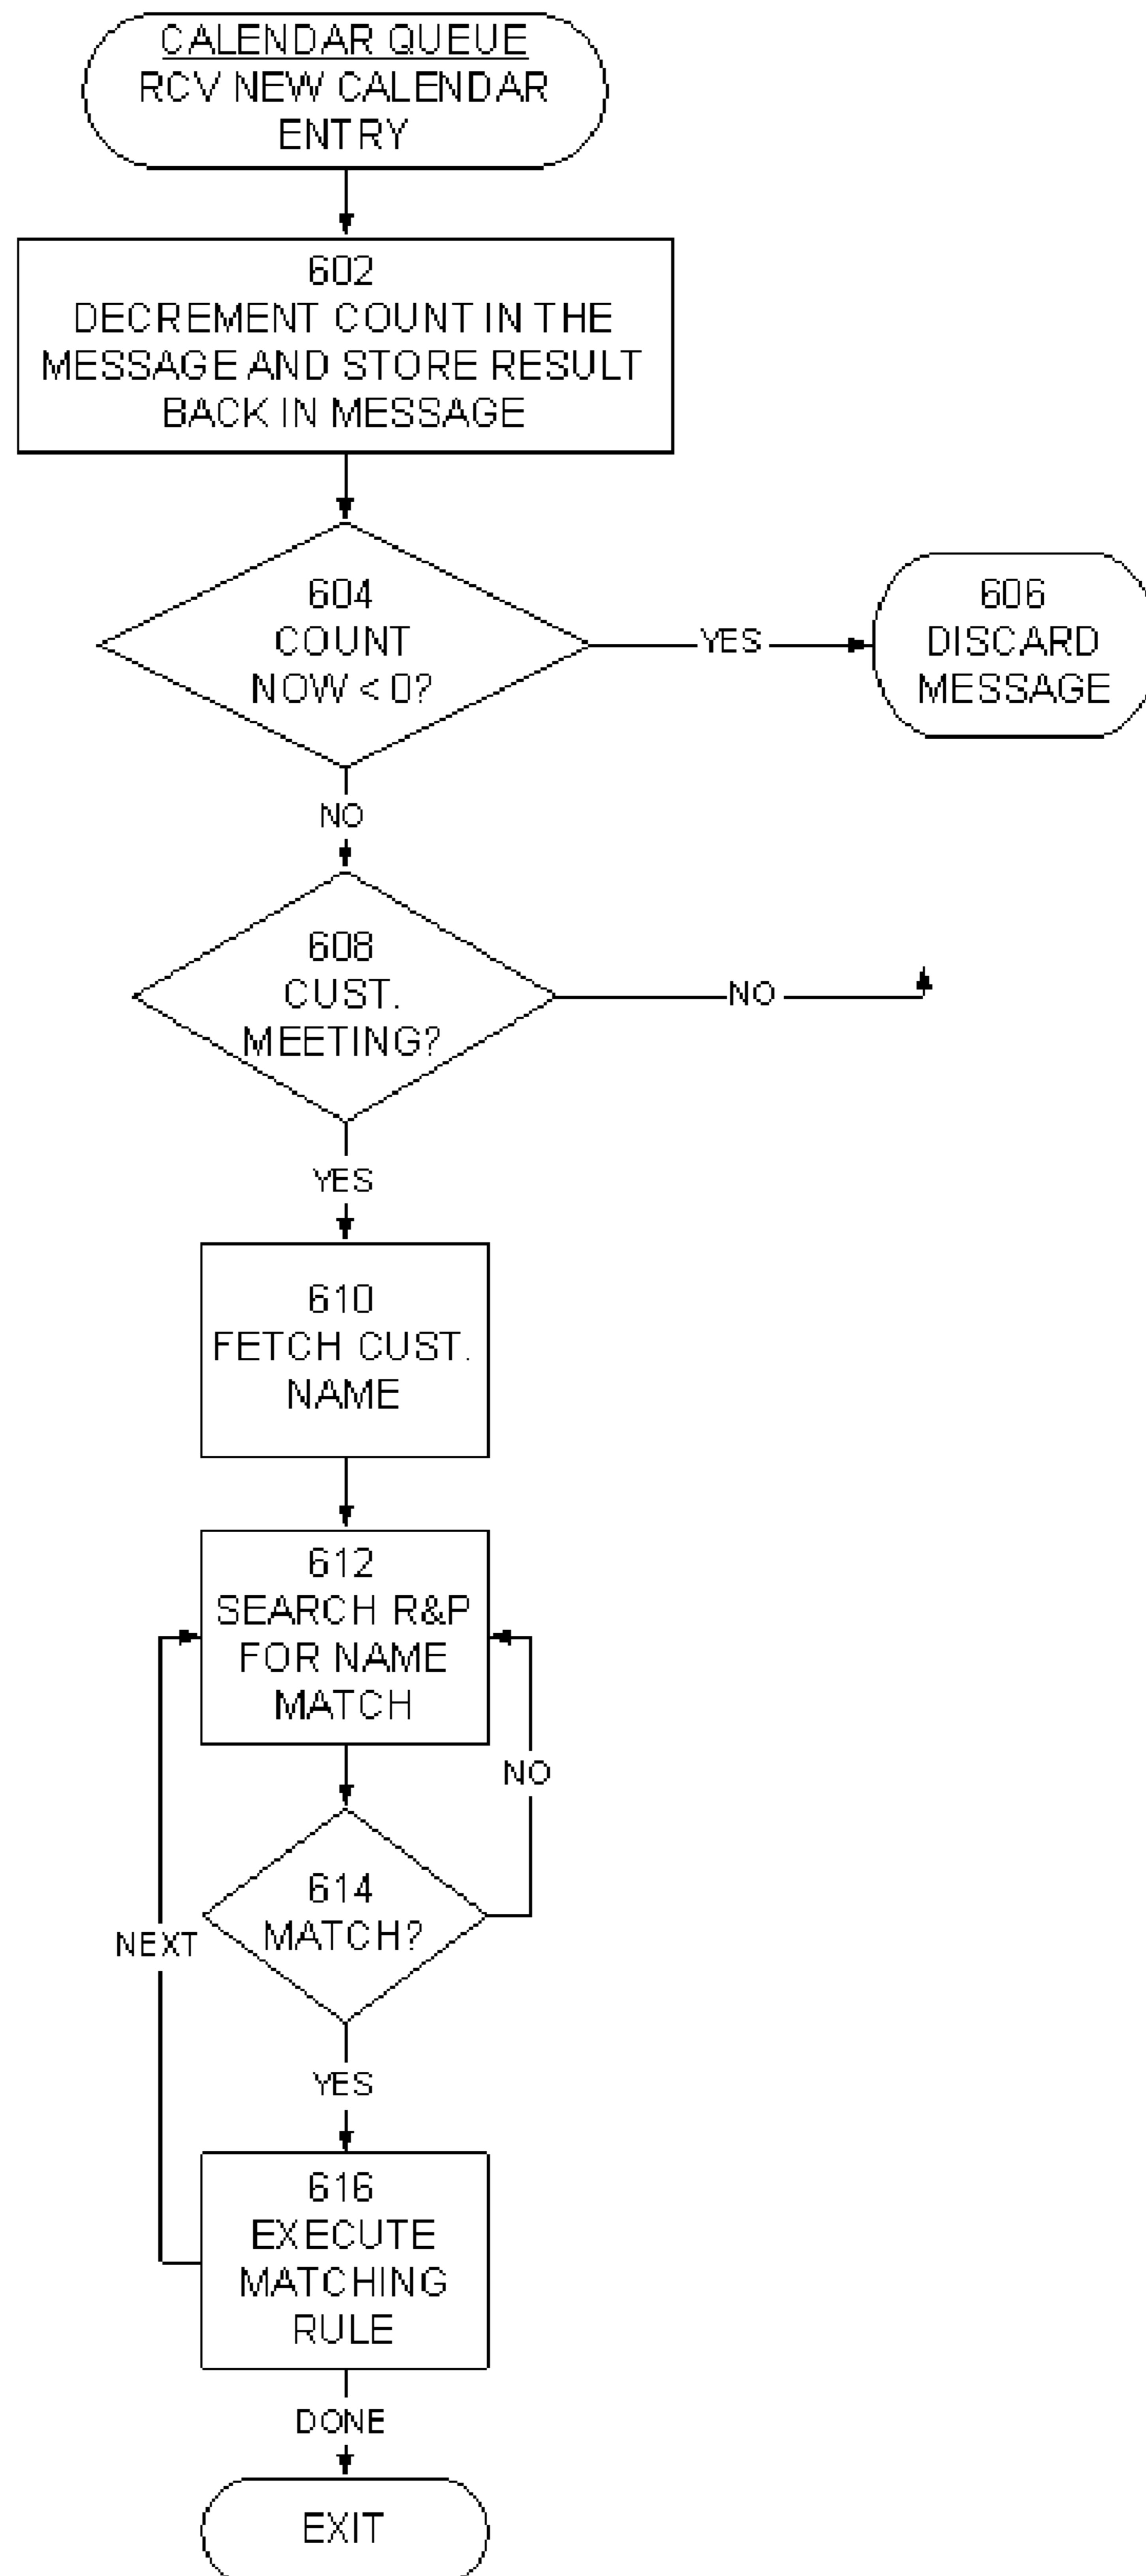 CALENDAR QUEUE
RCV NEW CALENDAR
ENTRY
602
DECREMENT COUNT IN THE
MESSAGE AND STORE RESULT
BACK IN MESSAGE
604
COUNT
NOW < 0?
YES
606
DISCARD
MESSAGE
NO
608
CUST.
MEETING?
NO
YES
610
FETCH CUST.
NAME
612
SEARCH R&P
FOR NAME
MATCH
NO
614
MATCH?
NEXT
YES
616
EXECUTE
MATCHING
RULE
DONE
EXIT